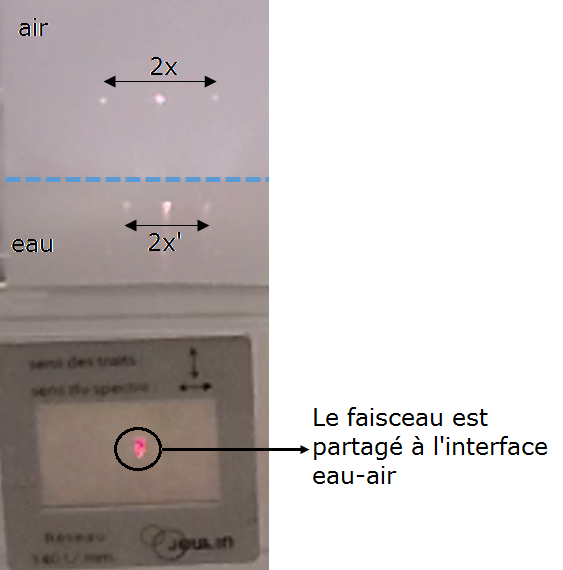 air
2x
eau
2x'
sens des traits :
sens du spectre :
Le faisceau est
partagé à l'interface
eau-air
Réseau
140 t / mm.
JEULIN